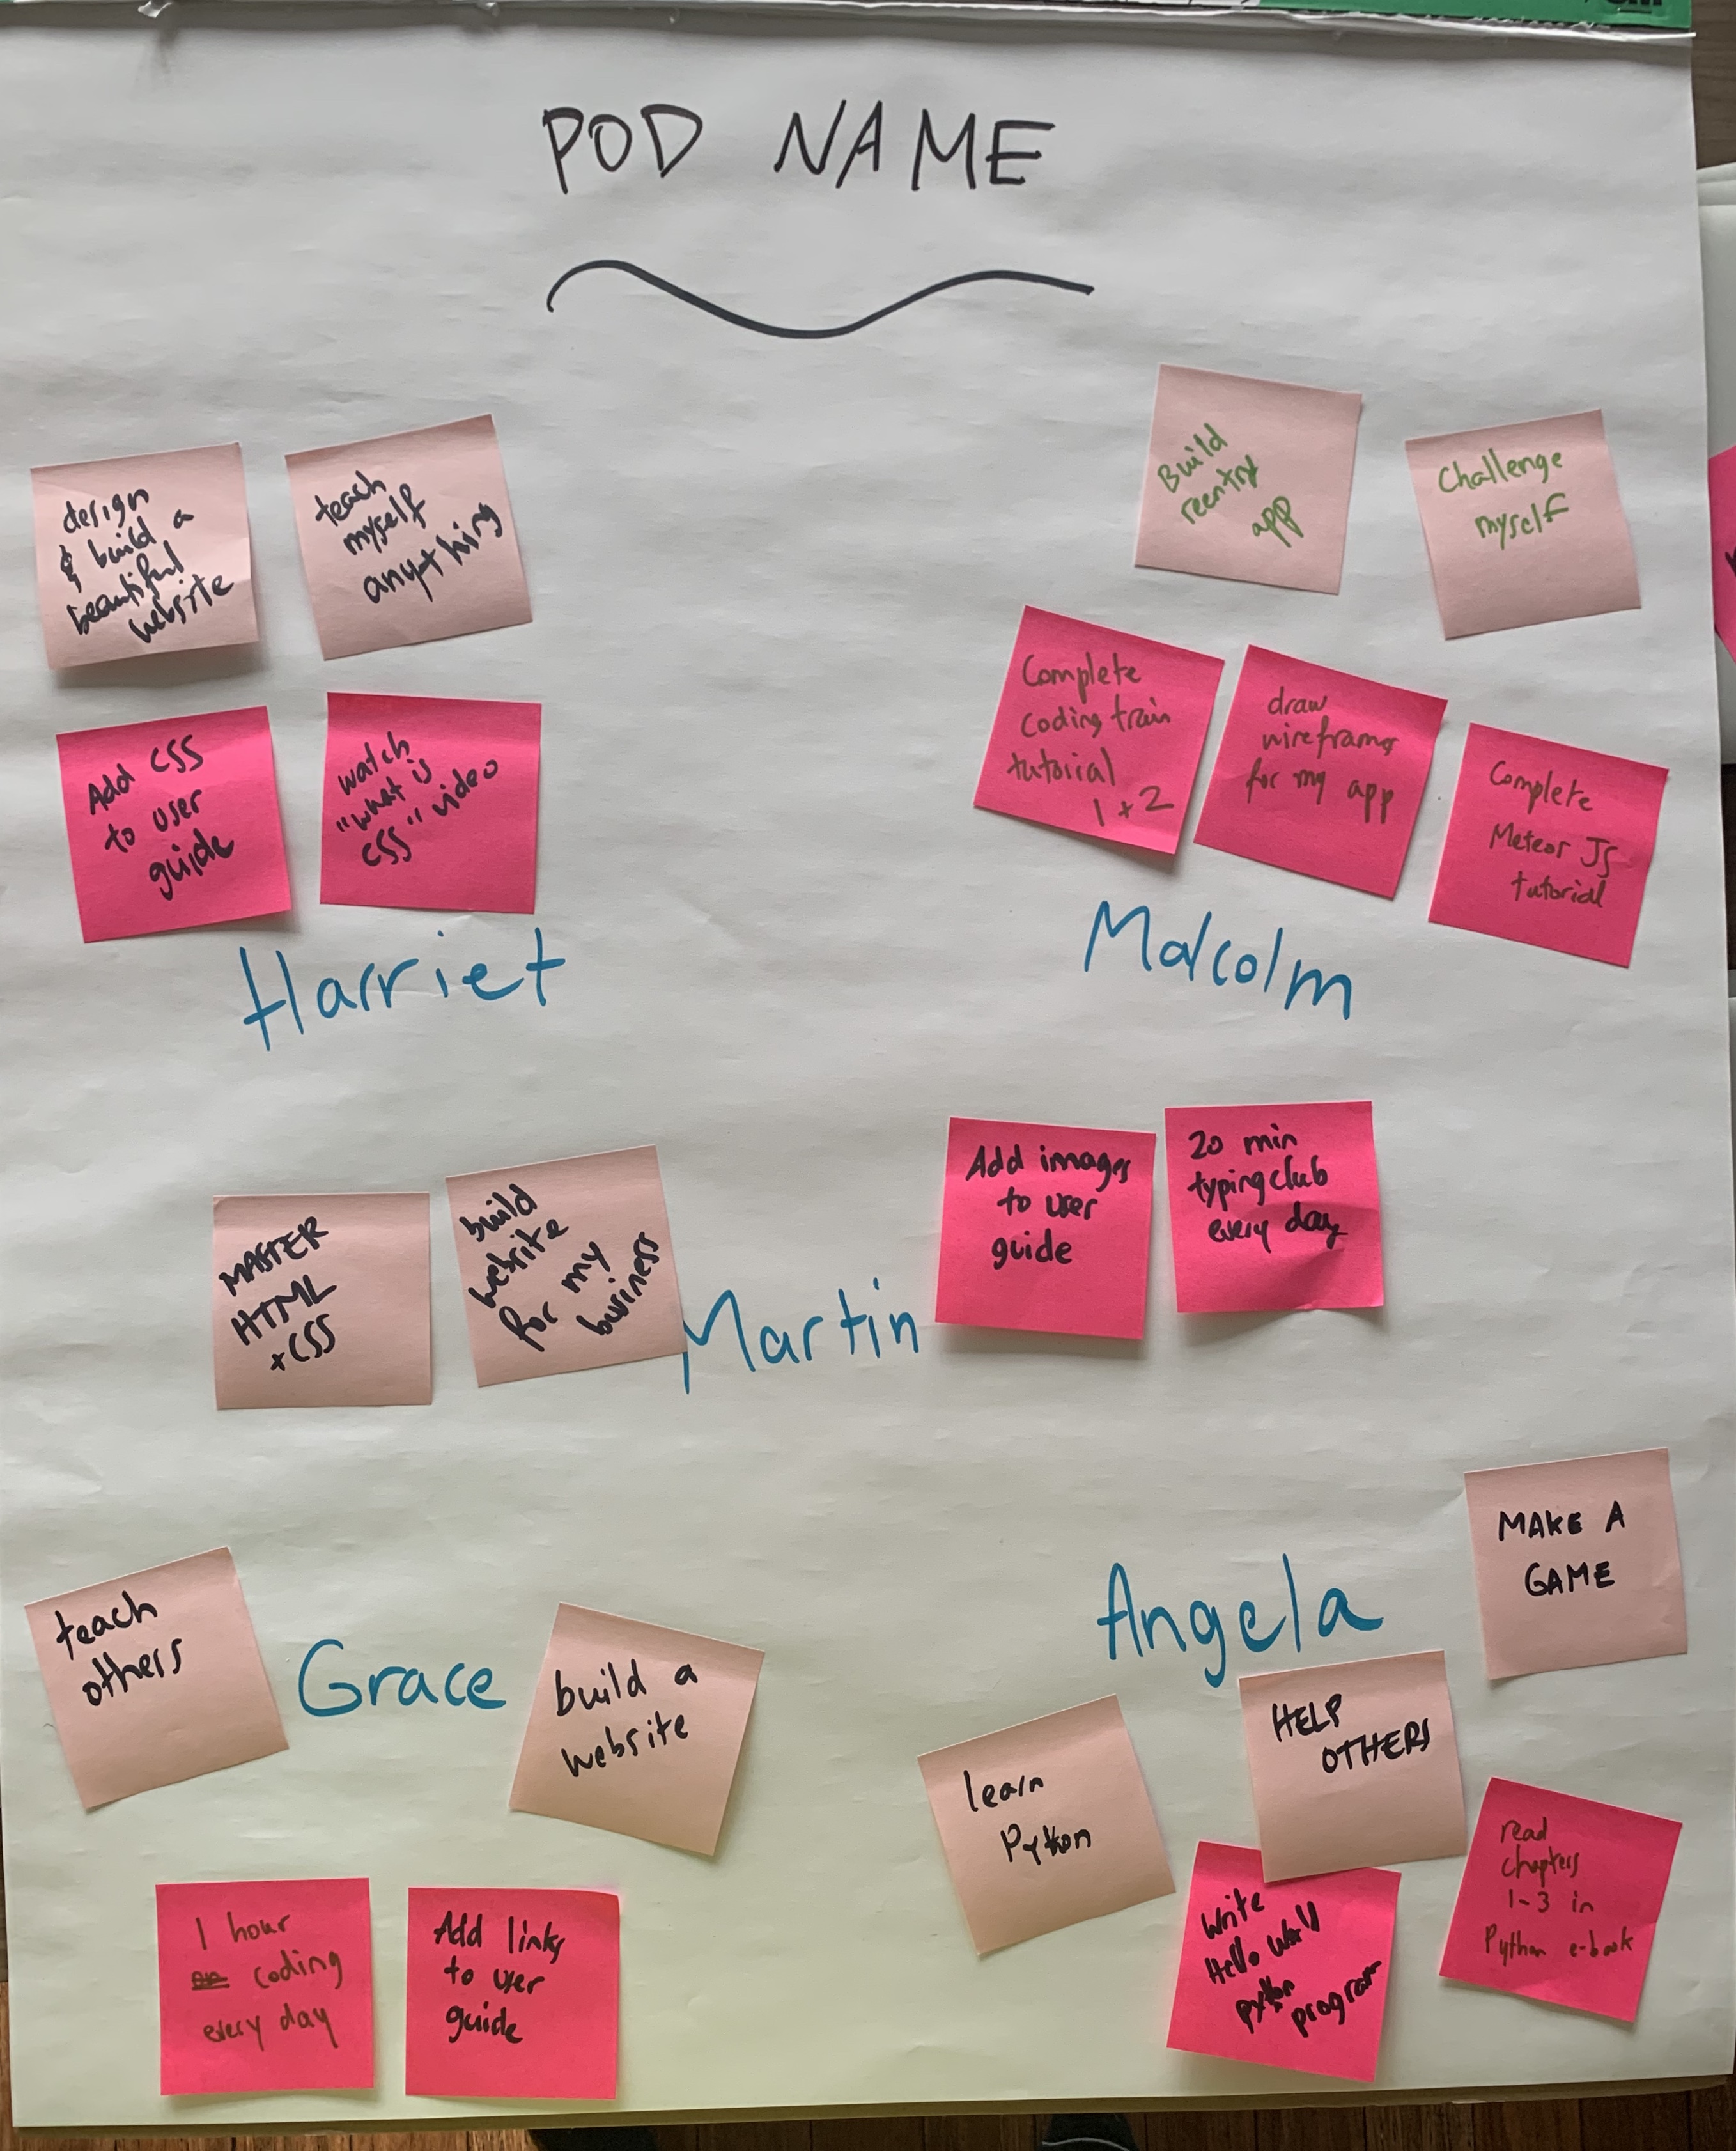 POD NAME
design
& build a
beautiful
website
teach
myself
anything
Add CSS
to user
guide
watch
"what is
CSS" video
Harriet
Build
reentry
app
Challenge
myself
Complete
coding train
tutorial
1 + 2
draw
wireframes
for my app
Complete
Meteor JS
tutorial
Malcolm
MASTER
HTML
+ CSS
build
website
for my
business
Martin
Add images
to user
guide
20 min
typing club
every day
teach
others
Grace
build a
website
1 hour
coding
every day
Add links
to user
guide
Angela
MAKE A
GAME
learn
Python
HELP
OTHERS
Write
Hello World
python
program
read
chapters
1-3 in
Python e-book